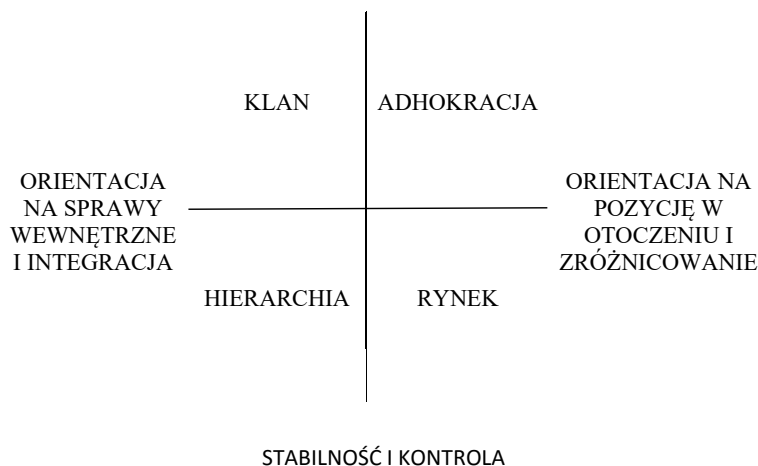 KLAN
ADHOKRACJA
ORIENTACJA
NA SPRAWY
WEWNĘTRZNE
I INTEGRACJA
ORIENTACJA NA
POZYCJĘ W
OTOCZENIU I
ZRÓŻNICOWANIE
HIERARCHIA
RYNEK
STABILNOŚĆ I KONTROLA